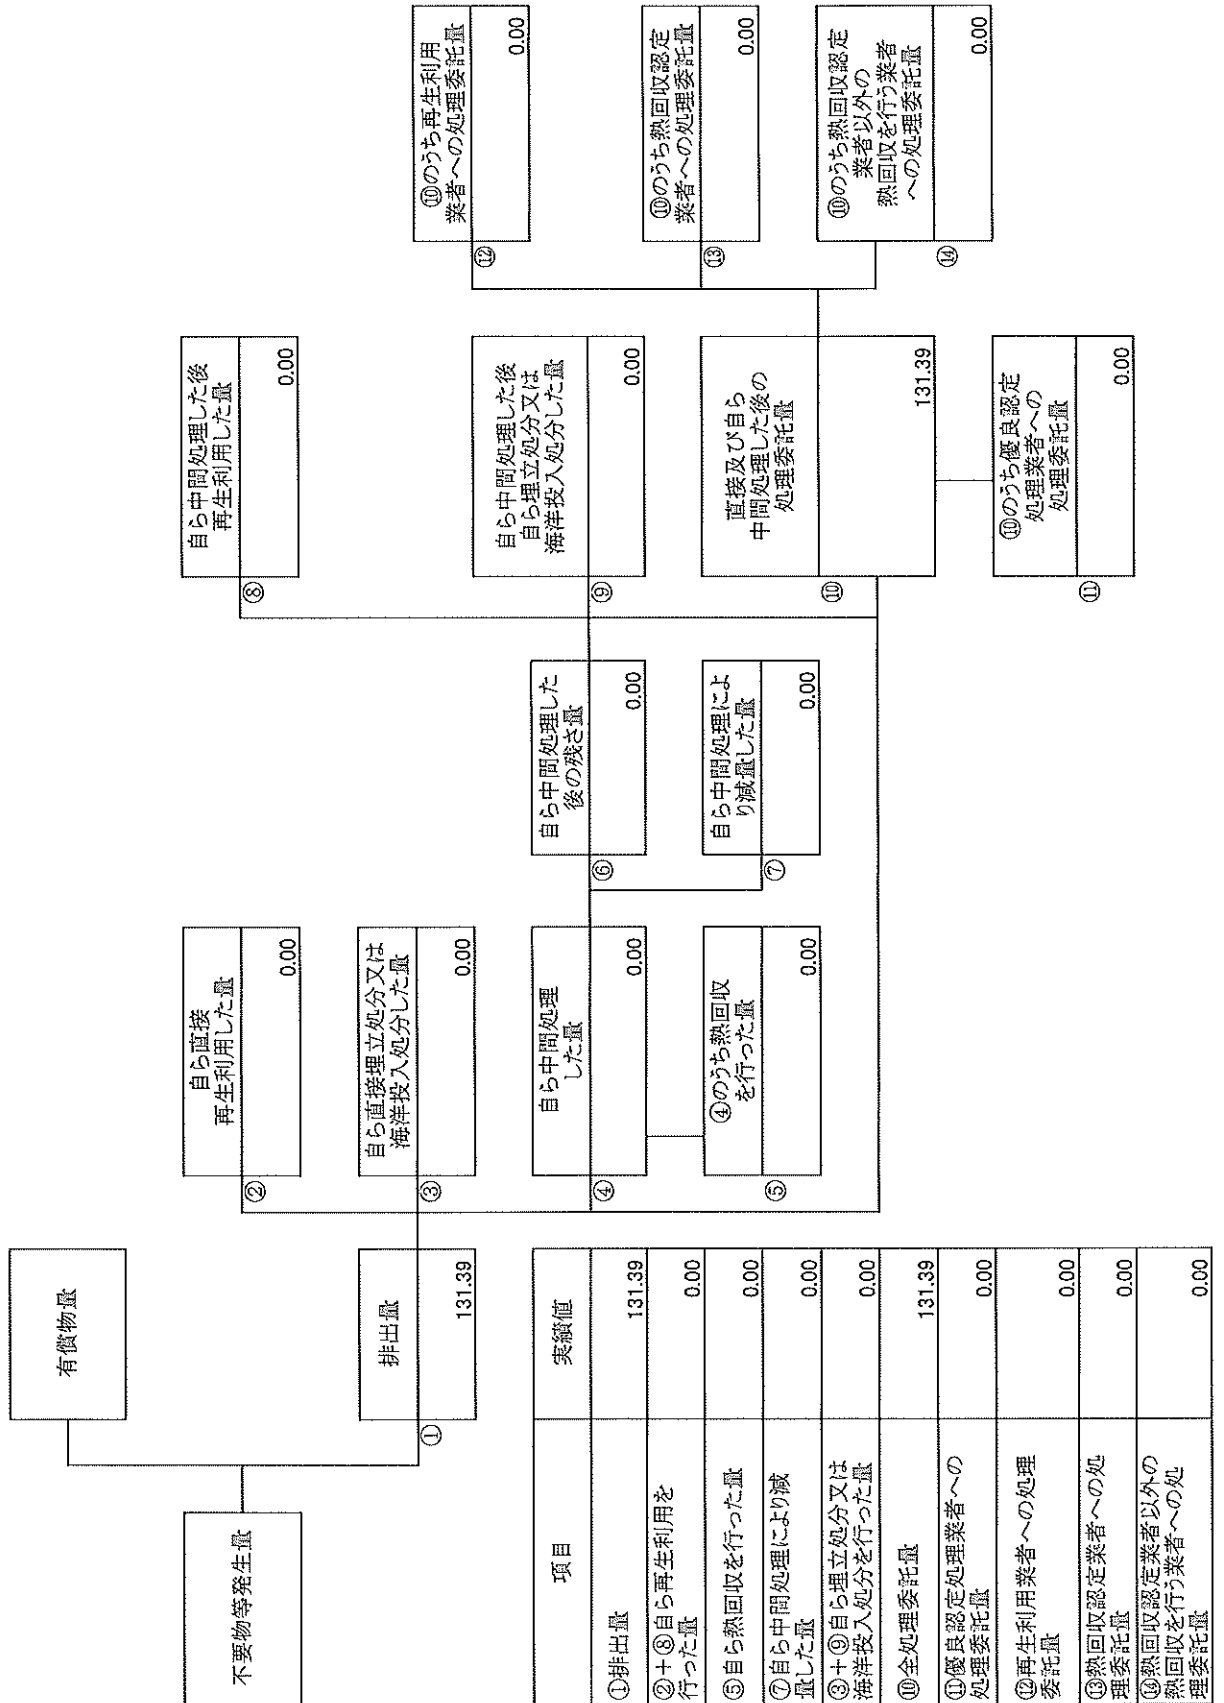 不要物等発生量
有償物量
排出量
①
131.39
自ら直接
再生利用した量
②
0.00
自ら直接埋立処分又は
海洋投入処分した量
③
0.00
自ら中間処理
した量
④
0.00
④のうち熱回収
を行った量
⑤
0.00
自ら中間処理した
後の残さ量
⑥
0.00
自ら中間処理によ
り減量した量
⑦
0.00
自ら中間処理した後
再生利用した量
⑧
0.00
自ら中間処理した後
自ら埋立処分又は
海洋投入処分した量
⑨
0.00
直接及び自ら
中間処理した後の
処理委託量
⑩
131.39
⑩のうち優良認定
処理業者への
処理委託量
⑪
0.00
⑩のうち再生利用
業者への処理委託量
⑫
0.00
⑩のうち熱回収認定
業者への処理委託量
⑬
0.00
⑩のうち熱回収認定
業者以外の
熱回収を行う業者
への処理委託量
⑭
0.00
項目 実績値
①排出量 131.39
②+⑧自ら再生利用を
行った量 0.00
⑤自ら熱回収を行った量 0.00
⑦自ら中間処理により減
量した量 0.00
③+⑨自ら埋立処分又は
海洋投入処分を行った量 0.00
⑩全処理委託量 131.39
⑪優良認定処理業者への
処理委託量 0.00
⑫再生利用業者への処理
委託量 0.00
⑬熱回収認定業者への処
理委託量 0.00
⑭熱回収認定業者以外の
熱回収を行う業者への処
理委託量 0.00